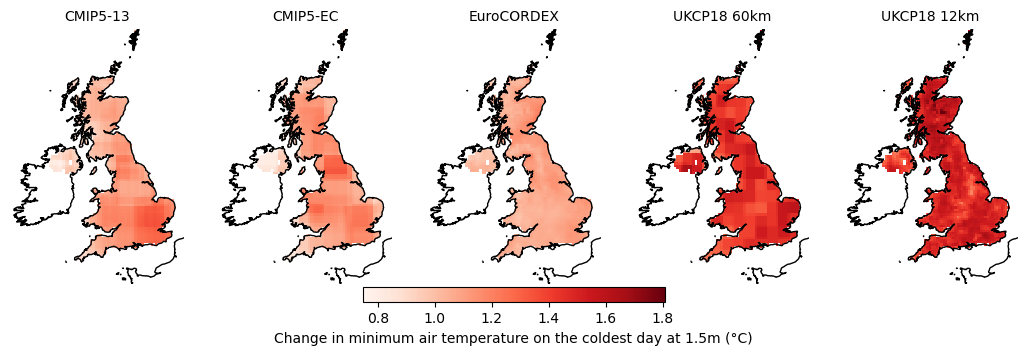 CMIP5-13 CMIP5-EC EuroCORDEX UKCP18 60km UKCP18 12km
0.8 1.0 1.2 1.4 1.6 1.8
Change in minimum air temperature on the coldest day at 1.5m (°C)